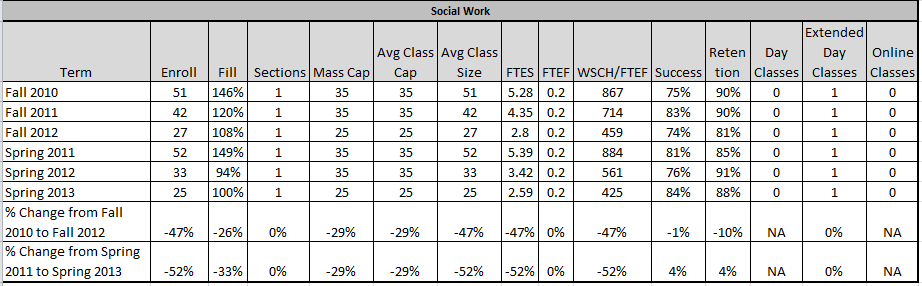 Social Work
Term Enroll Fill Sections Mass Cap Avg Class Cap Avg Class Size FTES FTEF WSCH/FTEF Success Reten tion Day Classes Extended Day Classes Online Classes
Fall 2010 51 146% 1 35 35 51 5.28 0.2 867 75% 90% 0 1 0
Fall 2011 42 120% 1 35 35 42 4.35 0.2 714 83% 90% 0 1 0
Fall 2012 27 108% 1 25 25 27 2.8 0.2 459 74% 81% 0 1 0
Spring 2011 52 149% 1 35 35 52 5.39 0.2 884 81% 85% 0 1 0
Spring 2012 33 94% 1 35 35 33 3.42 0.2 561 76% 91% 0 1 0
Spring 2013 25 100% 1 25 25 25 2.59 0.2 425 84% 88% 0 1 0
% Change from Fall
2010 to Fall 2012 -47% -26% 0% -29% -29% -47% -47% 0% -47% -1% -10% NA 0% NA
% Change from Spring
2011 to Spring 2013 -52% -33% 0% -29% -29% -52% -52% 0% -52% 4% 4% NA 0% NA